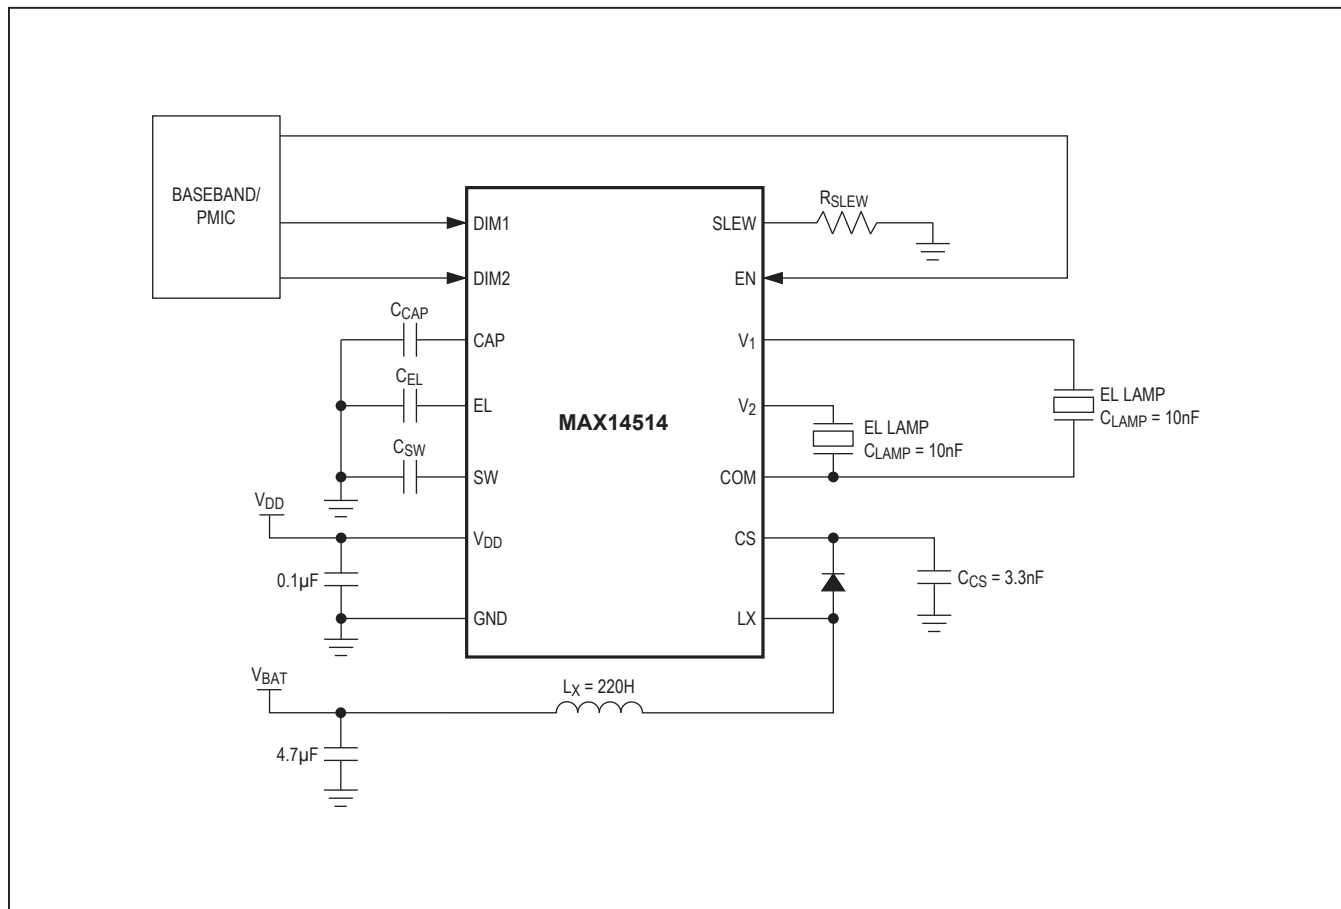 BASEBAND/
PMIC
DIM1
DIM2
CAP
EL
SW
VDD
GND
MAX14514
SLEW
EN
V1
V2
COM
CS
LX
RSLEW
CCAP
CEL
CSW
VDD
0.1µF
VBAT
4.7µF
LX = 220H
EL LAMP
CLAMP = 10nF
EL LAMP
CLAMP = 10nF
CCS = 3.3nF